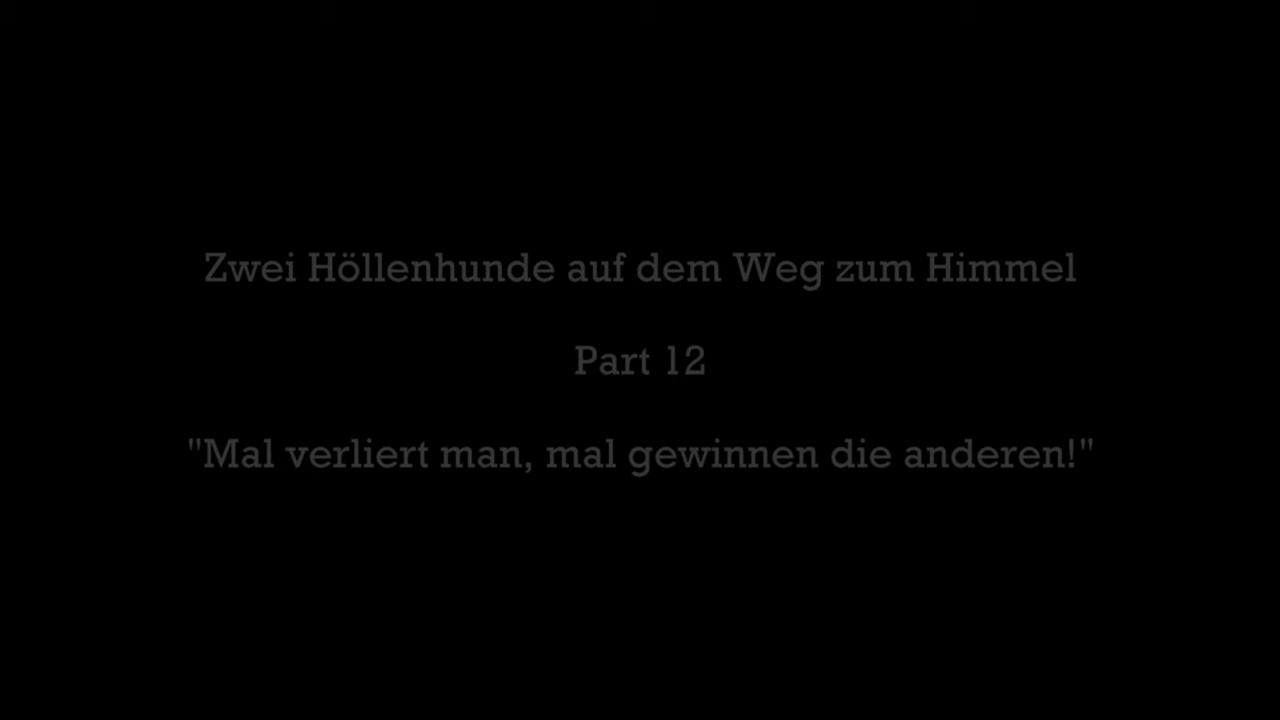 Zwei Höllenhunde auf dem Weg zum Himmel
Part 12
"Mal verliert man, mal gewinnen die anderen!"